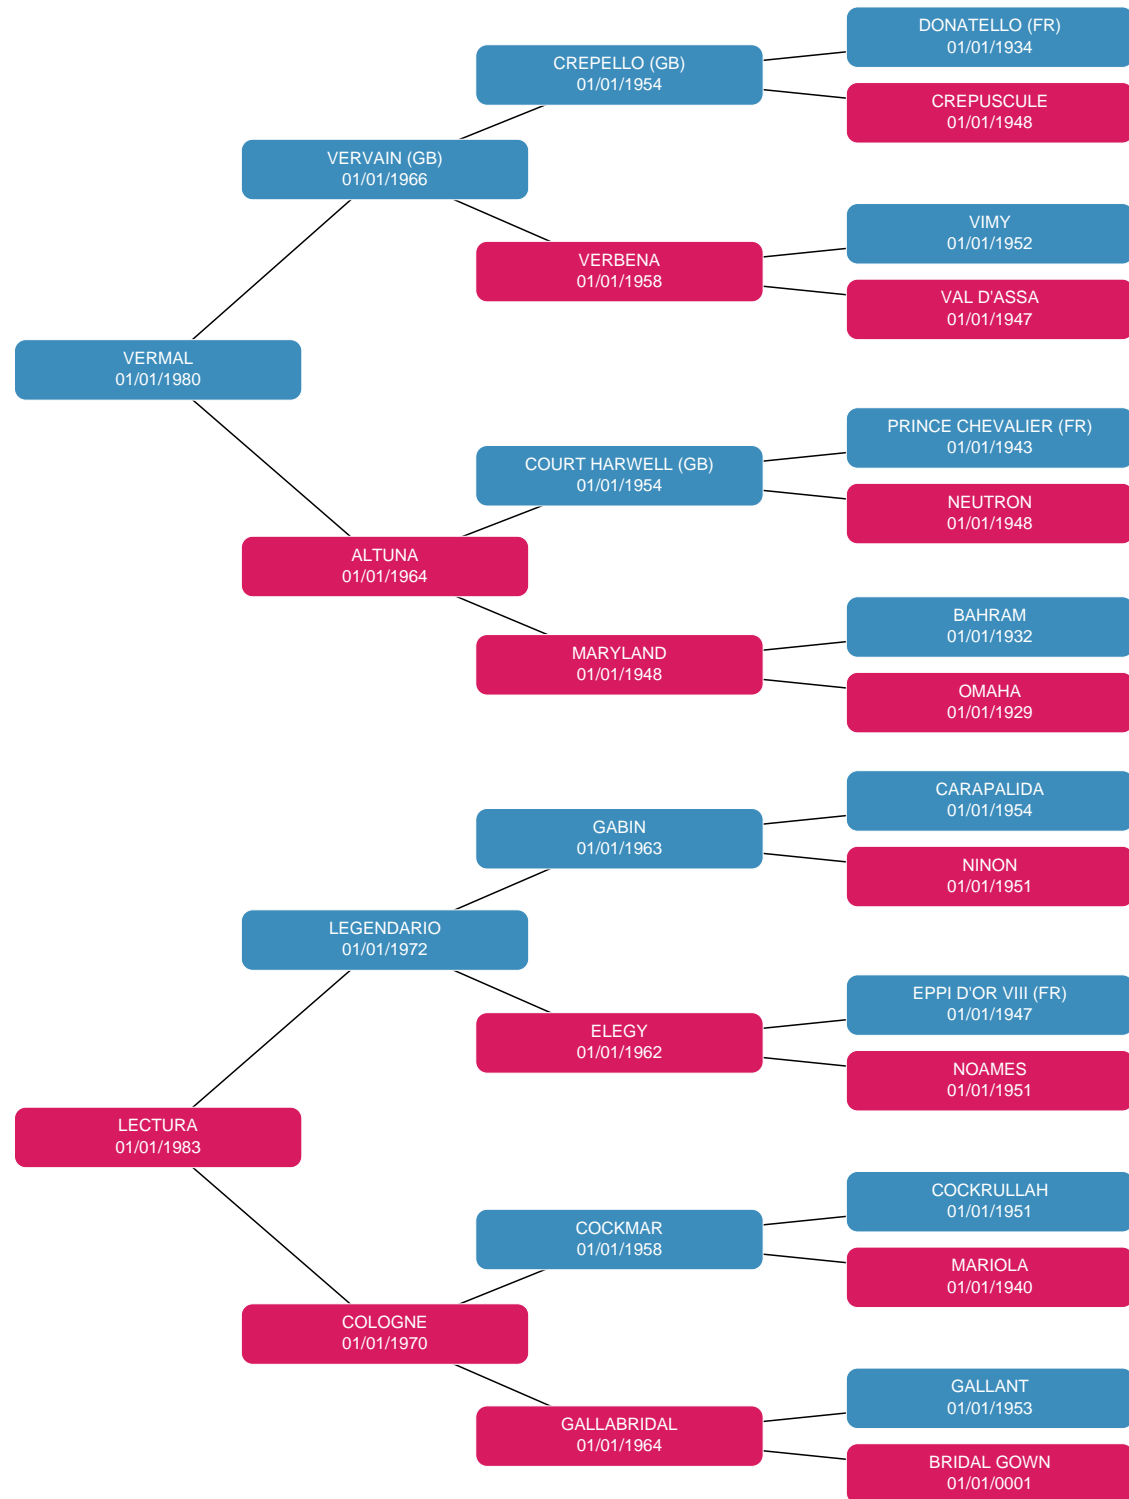 DONATELLO (FR)
01/01/1934
CREPELLO (GB)
01/01/1954
CREPUSCULE
01/01/1948
VERVAIN (GB)
01/01/1966
VIMY
01/01/1952
VERBENA
01/01/1958
VAL D'ASSA
01/01/1947
VERMAL
01/01/1980
PRINCE CHEVALIER (FR)
01/01/1943
COURT HARWELL (GB)
01/01/1954
NEUTRON
01/01/1948
ALTUNA
01/01/1964
BAHRAM
01/01/1932
MARYLAND
01/01/1948
OMAHA
01/01/1929
CARAPALIDA
01/01/1954
GABIN
01/01/1963
NINON
01/01/1951
LEGENDARIO
01/01/1972
EPPI D'OR VIII (FR)
01/01/1947
ELEGY
01/01/1962
NOAMES
01/01/1951
LECTURA
01/01/1983
COCKRULLAH
01/01/1951
COCKMAR
01/01/1958
MARIOLA
01/01/1940
COLOGNE
01/01/1970
GALLANT
01/01/1953
GALLABRIDAL
01/01/1964
BRIDAL GOWN
01/01/0001